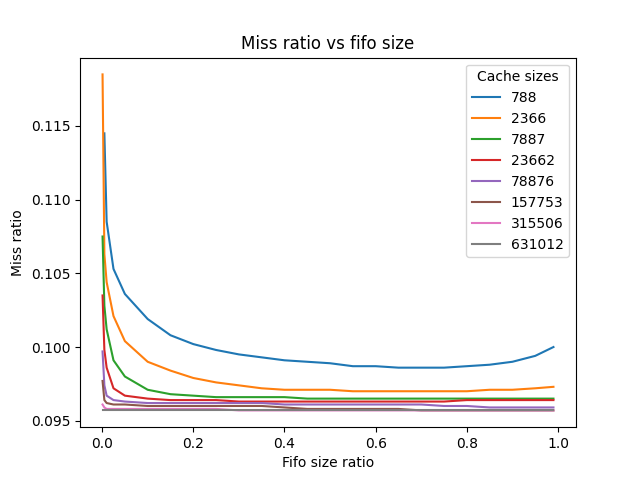 Miss ratio vs fifo size
Miss ratio
0.115
0.110
0.105
0.100
0.095
Cache sizes
788
2366
7887
23662
78876
157753
315506
631012
0.0 0.2 0.4 0.6 0.8 1.0
Fifo size ratio